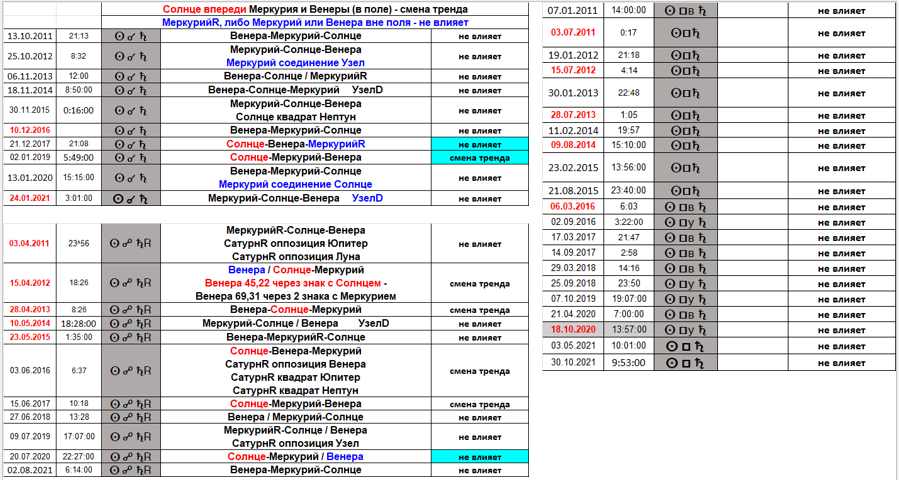 Солнце впереди Меркурия и Венеры (в поле) - смена тренда
МеркурийR, либо Меркурий или Венера вне поля - не влияет
13.10.2011 21:13 ☉ ☌ ♄ Венера-Меркурий-Солнце не влияет
25.10.2012 8:32 ☉ ☌ ♄ Меркурий-Солнце-Венера не влияет
Меркурий соединение Узел
06.11.2013 12:00 ☉ ☌ ♄ Венера-Солнце / МеркурийR не влияет
18.11.2014 8:50:00 ☉ ☌ ♄ Венера-Солнце-Меркурий УзелD не влияет
30.11.2015 0:16:00 ☉ ☌ ♄ Меркурий-Солнце-Венера не влияет
Солнце квадрат Нептун
10.12.2016 ☉ ☌ ♄ Венера-Меркурий-Солнце не влияет
21.12.2017 21:08 ☉ ☌ ♄ Солнце-Венера-МеркурийR не влияет
02.01.2019 5:49:00 ☉ ☌ ♄ Солнце-Меркурий-Венера смена тренда
13.01.2020 15:15:00 ☉ ☌ ♄ Венера-Меркурий-Солнце не влияет
Меркурий соединение Солнце
24.01.2021 3:01:00 ☉ ☌ ♄ Меркурий-Солнце-Венера УзелD не влияет
03.04.2011 23*56 ☉ ☍ ♄R МеркурийR-Солнце-Венера не влияет
СатурнR оппозиция Юпитер
СатурнR оппозиция Луна
15.04.2012 18:26 ☉ ☍ ♄R Венера / Солнце-Меркурий смена тренда
Венера 45,22 через знак с Солнцем -
Венера 69,31 через 2 знака с Меркурием
28.04.2013 8:26 ☉ ☍ ♄R Венера-Солнце-Меркурий смена тренда
10.05.2014 18:28:00 ☉ ☍ ♄R Меркурий-Солнце / Венера УзелD не влияет
23.05.2015 1:35:00 ☉ ☍ ♄R Венера-МеркурийR-Солнце не влияет
03.06.2016 6:37 ☉ ☍ ♄R Солнце-Венера-Меркурий смена тренда
СатурнR оппозиция Венера
СатурнR квадрат Юпитер
СатурнR квадрат Нептун
15.06.2017 10:18 ☉ ☍ ♄R Солнце-Меркурий-Венера смена тренда
27.06.2018 13:28 ☉ ☍ ♄R Венера / Меркурий-Солнце не влияет
09.07.2019 17:07:00 ☉ ☍ ♄R МеркурийR-Солнце / Венера не влияет
СатурнR оппозиция Узел
20.07.2020 22:27:00 ☉ ☍ ♄R Солнце-Меркурий / Венера не влияет
02.08.2021 6:14:00 ☉ ☍ ♄R Венера-Меркурий-Солнце не влияет
07.01.2011 14:00:00 ☉ □В ♄ не влияет
03.07.2011 0:17 ☉□♄ не влияет
19.01.2012 21:18 ☉□♄ не влияет
15.07.2012 4:14 ☉□♄ не влияет
30.01.2013 22:48 ☉□♄ не влияет
28.07.2013 1:05 ☉□♄ не влияет
11.02.2014 19:57 ☉□♄ не влияет
09.08.2014 15:10:00 ☉□♄ не влияет
23.02.2015 13:56:00 ☉□♄ не влияет
21.08.2015 23:40:00 ☉□♄ не влияет
06.03.2016 6:03 ☉ □В ♄ не влияет
02.09.2016 3:22:00 ☉ □У ♄ не влияет
17.03.2017 21:47 ☉ □В ♄ не влияет
14.09.2017 2:58 ☉ □У ♄ не влияет
29.03.2018 14:16 ☉ □В ♄ не влияет
25.09.2018 23:50 ☉ □У ♄ не влияет
07.10.2019 19:07:00 ☉ □У ♄ не влияет
21.04.2020 7:00:00 ☉ □В ♄ не влияет
18.10.2020 13:57:00 ☉ □У ♄ не влияет
03.05.2021 10:01:00 ☉ □ ♄ не влияет
30.10.2021 9:53:00 ☉ □ ♄ не влияет